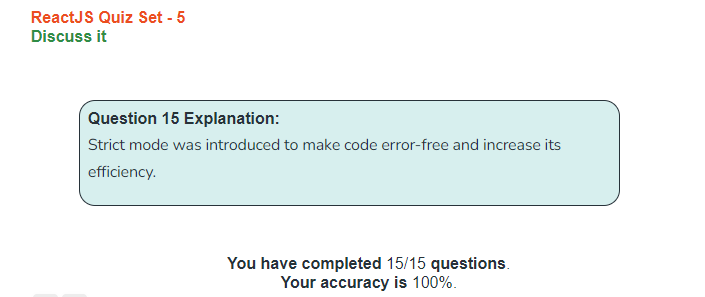 ReactJS Quiz Set - 5
Discuss it
Question 15 Explanation:
Strict mode was introduced to make code error-free and increase its
efficiency.
You have completed 15/15 questions.
Your accuracy is 100%.